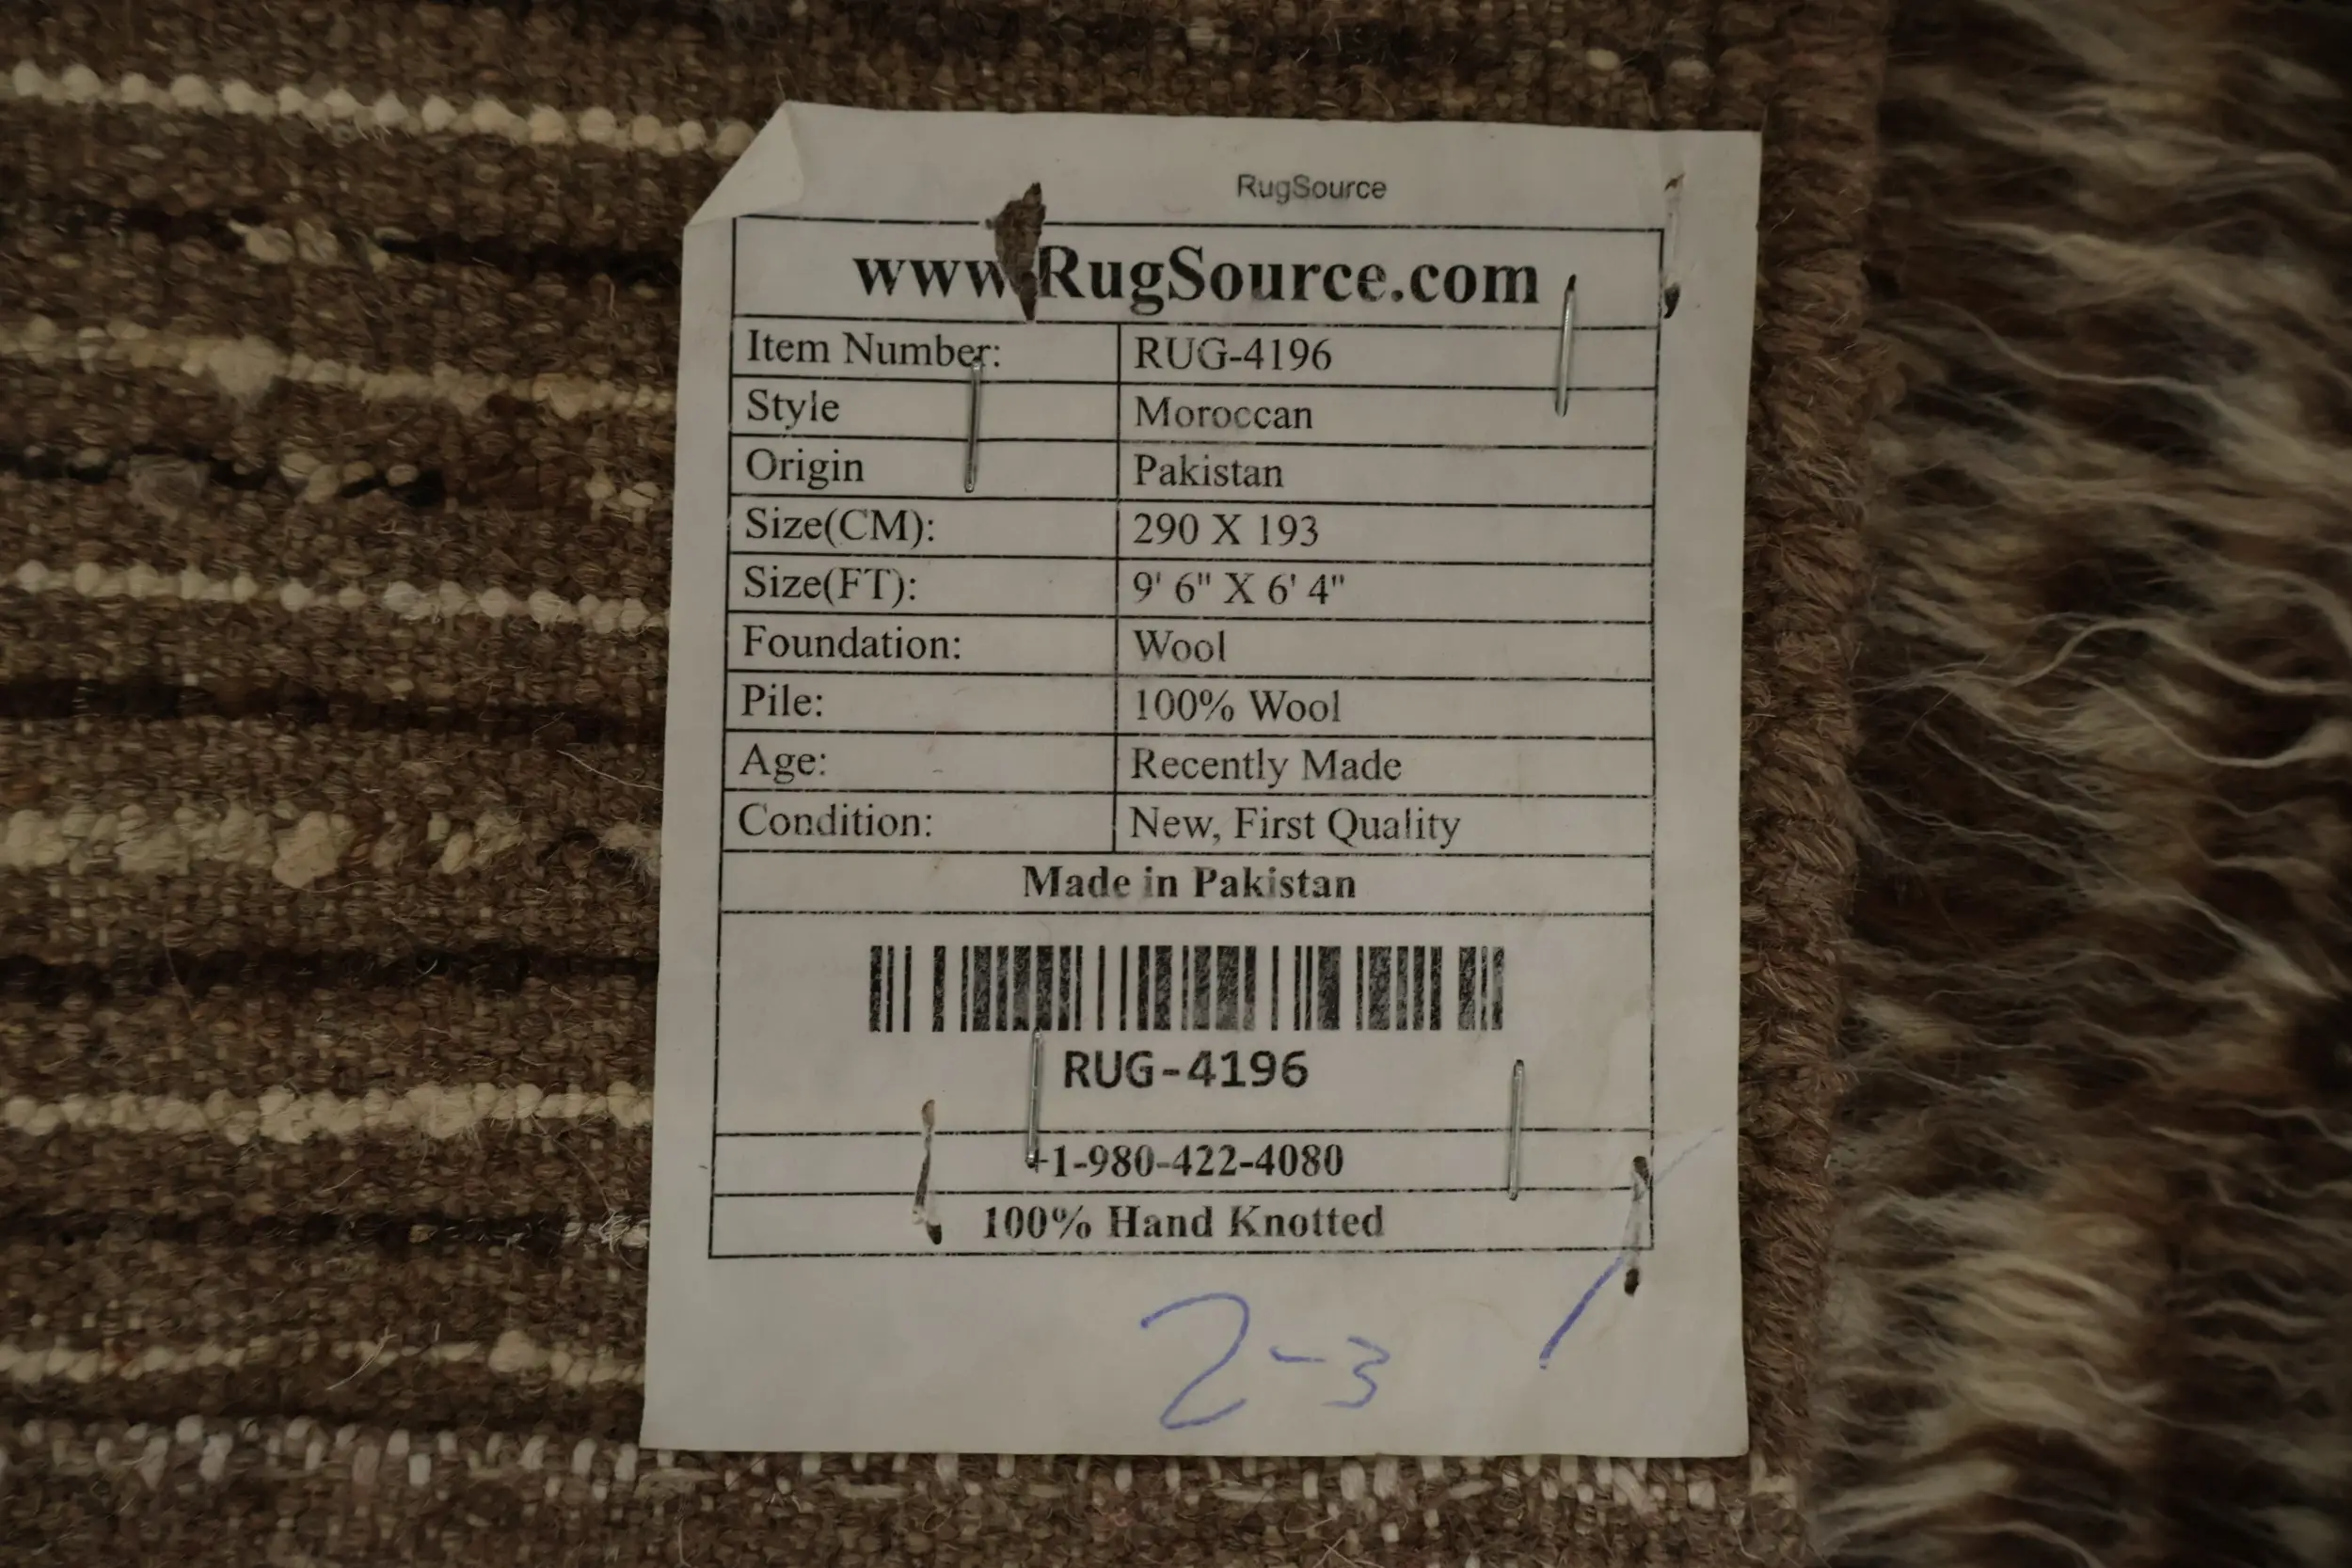 RugSource
www.RugSource.com
Item Number: RUG-4196
Style Moroccan
Origin Pakistan
Size(CM): 290 X 193
Size(FT): 9' 6" X 6' 4"
Foundation: Wool
Pile: 100% Wool
Age: Recently Made
Condition: New, First Quality
Made in Pakistan
RUG-4196
+1-980-422-4080
100% Hand Knotted
2-3